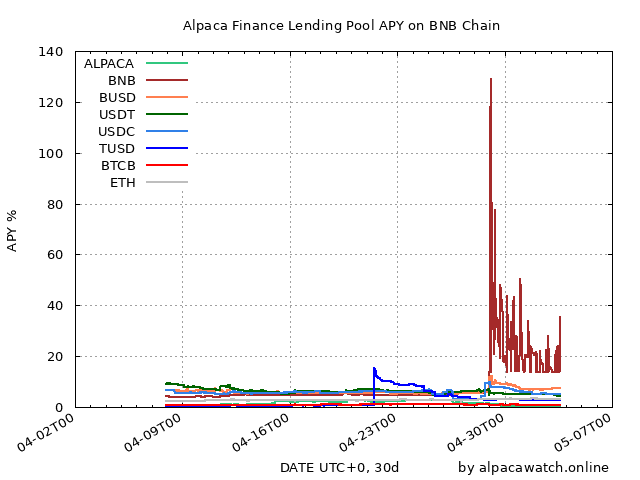 Alpaca Finance Lending Pool APY on BNB Chain
140
120
100
80
60
40
20
0
APY %
ALPACA
BNB
BUSD
USDT
USDC
TUSD
BTCB
ETH
04-02T00
04-09T00
04-16T00
04-23T00
04-30T00
05-07T00
DATE UTC+0, 30d
by alpacawatch.online